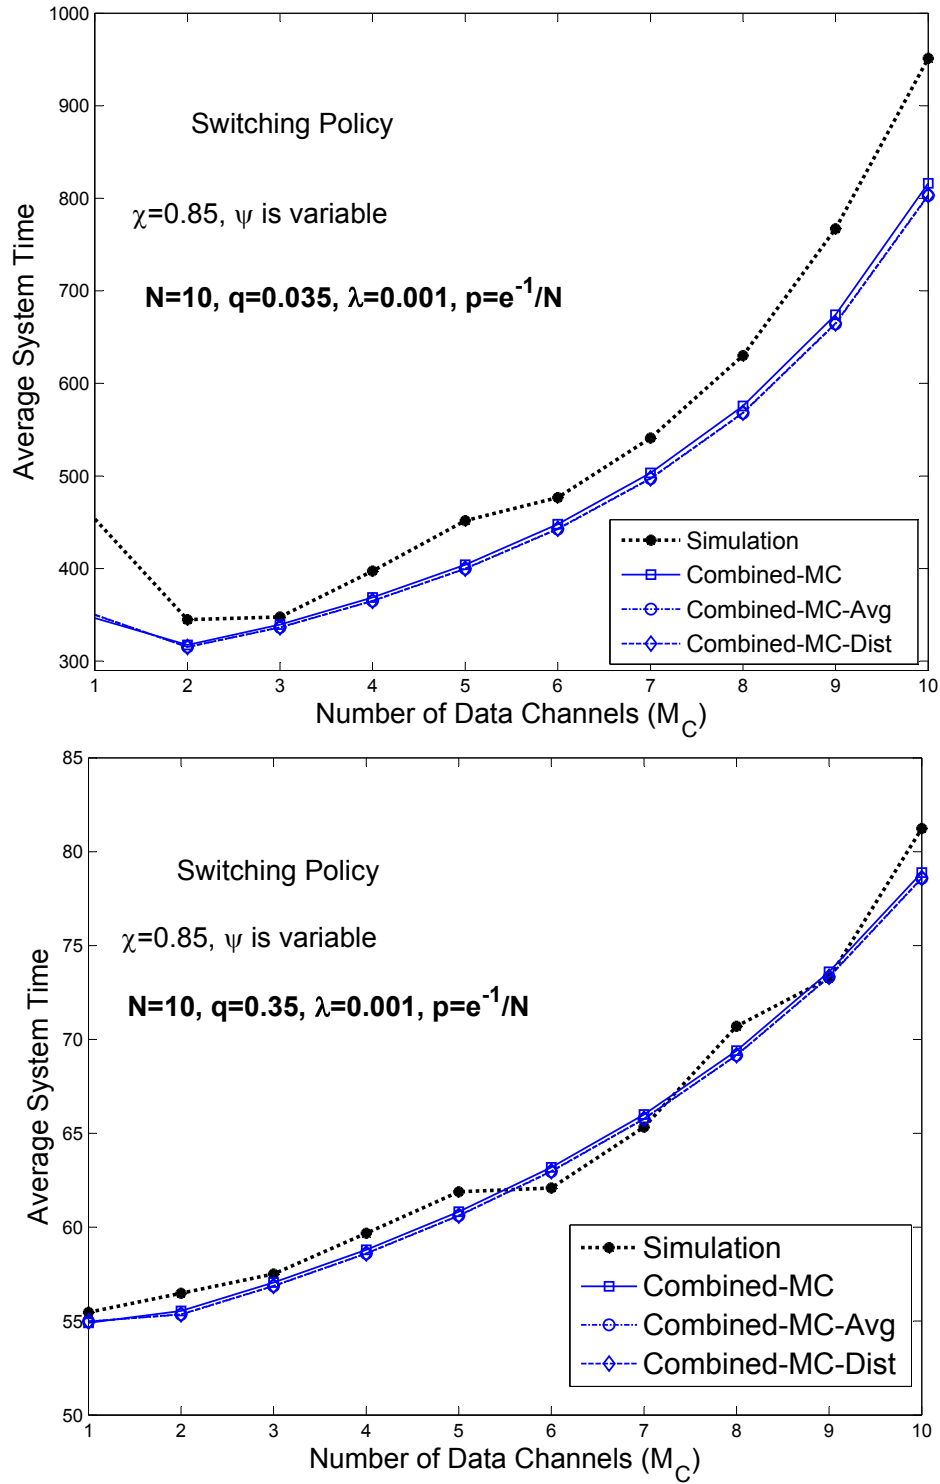 1000
900
800
700
600
500
400
300
Average System Time
Switching Policy
χ=0.85, ψ is variable
N=10, q=0.035, λ=0.001, p=e⁻¹/N
Simulation
Combined-MC
Combined-MC-Avg
Combined-MC-Dist
1 2 3 4 5 6 7 8 9 10
Number of Data Channels (M_C)
85
80
75
70
65
60
55
50
Average System Time
Switching Policy
χ=0.85, ψ is variable
N=10, q=0.35, λ=0.001, p=e⁻¹/N
Simulation
Combined-MC
Combined-MC-Avg
Combined-MC-Dist
1 2 3 4 5 6 7 8 9 10
Number of Data Channels (M_C)